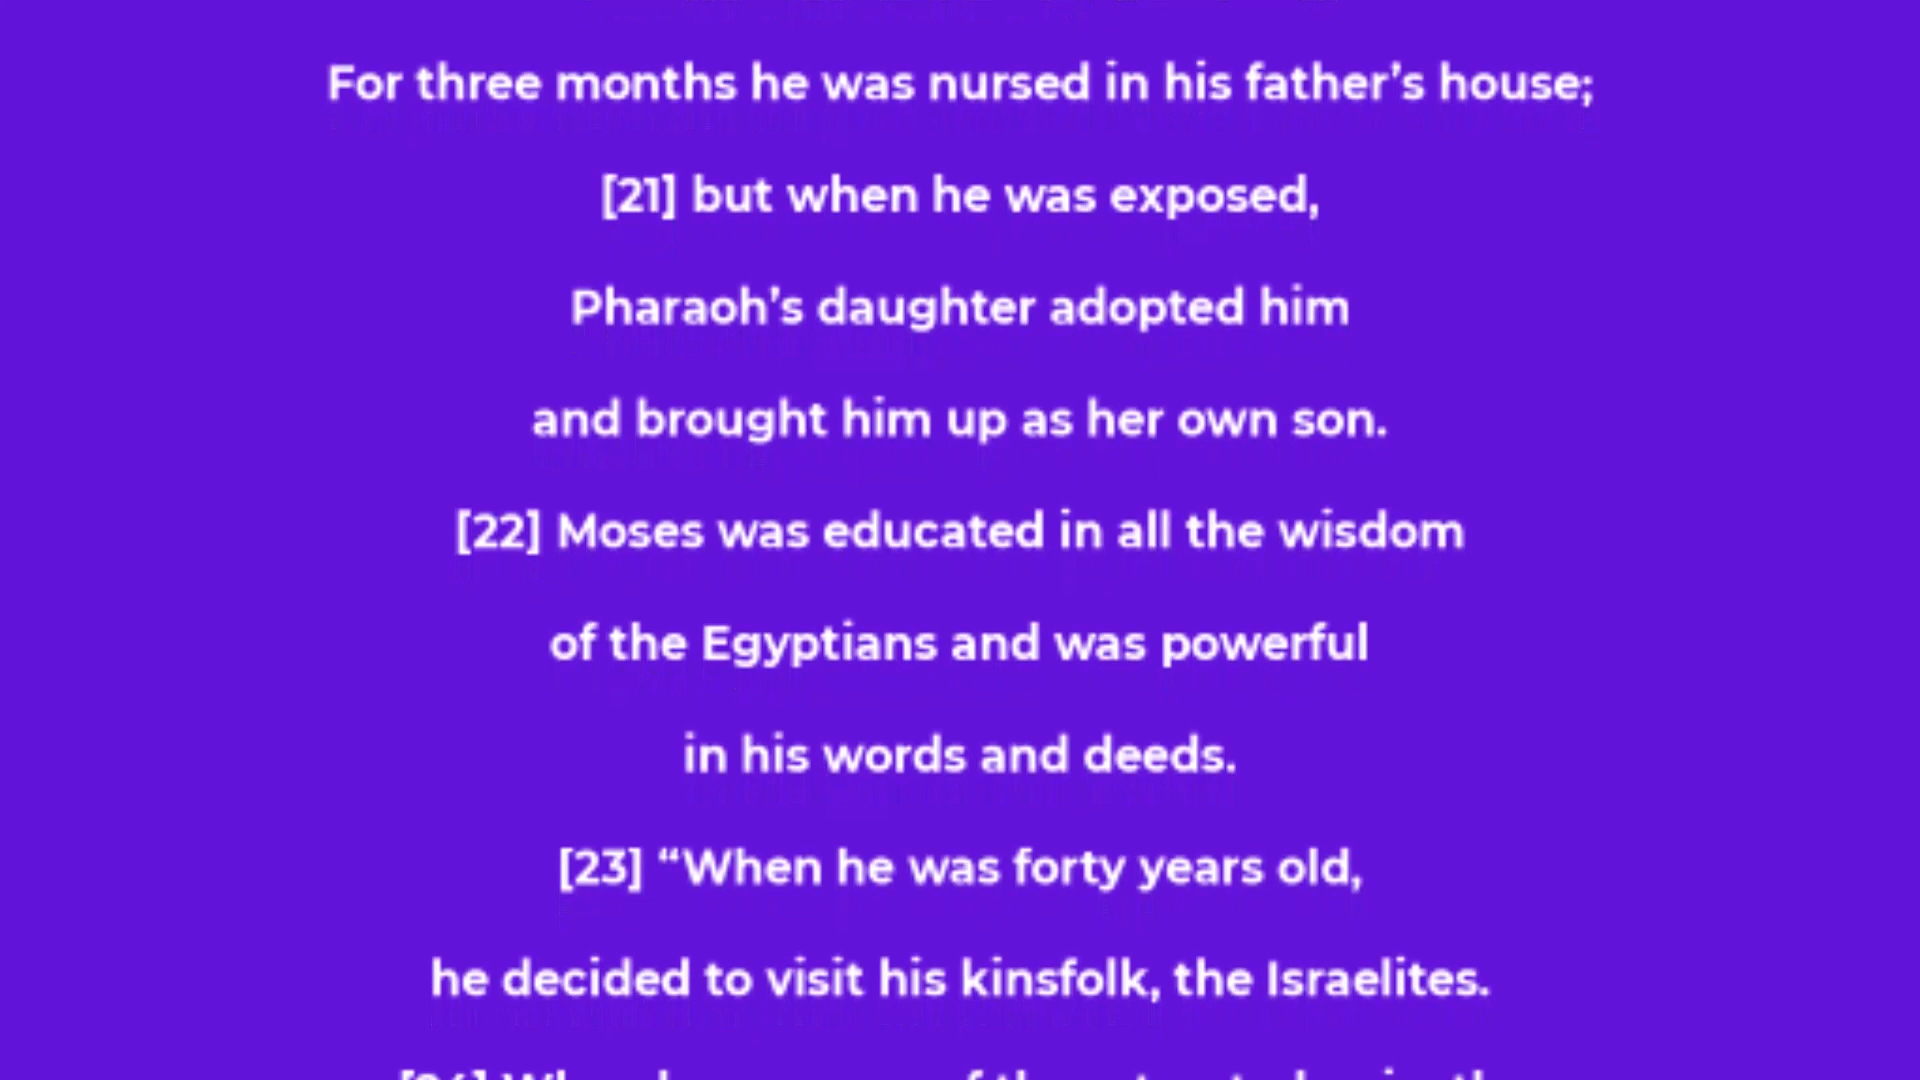 For three months he was nursed in his father’s house;
[21] but when he was exposed,
Pharaoh’s daughter adopted him
and brought him up as her own son.
[22] Moses was educated in all the wisdom
of the Egyptians and was powerful
in his words and deeds.
[23] “When he was forty years old,
he decided to visit his kinsfolk, the Israelites.